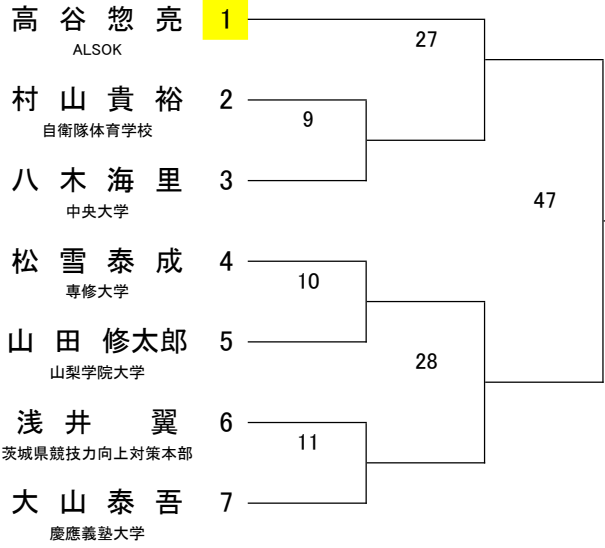 高谷惣亮 1
ALSOK
27
村山貴裕 2
自衛隊体育学校
9
八木海里 3
中央大学
47
松雪泰成 4
専修大学
10
山田修太郎 5
山梨学院大学
28
浅井翼 6
茨城県競技力向上対策本部
11
大山泰吾 7
慶應義塾大学